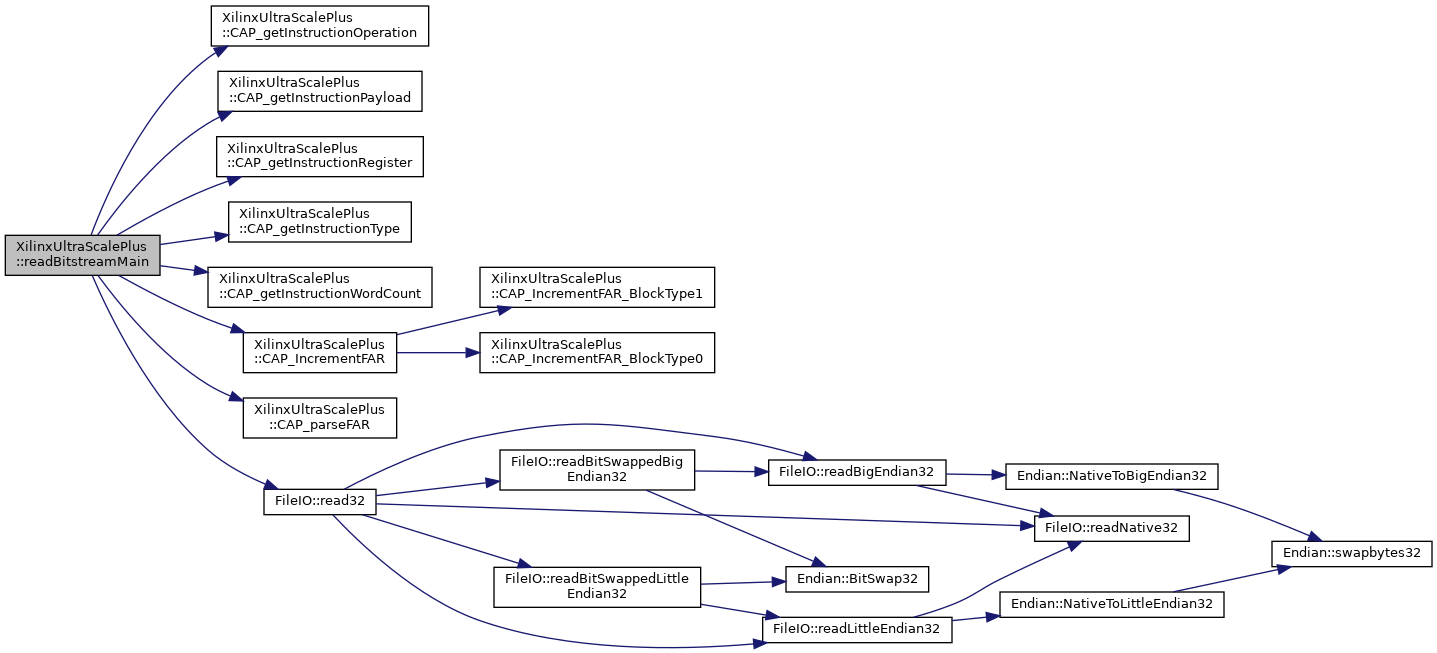 XilinxUltraScalePlus
::readBitstreamMain
XilinxUltraScalePlus
::CAP_getInstructionOperation
XilinxUltraScalePlus
::CAP_getInstructionPayload
XilinxUltraScalePlus
::CAP_getInstructionRegister
XilinxUltraScalePlus
::CAP_getInstructionType
XilinxUltraScalePlus
::CAP_getInstructionWordCount
XilinxUltraScalePlus
::CAP_IncrementFAR
XilinxUltraScalePlus
::CAP_IncrementFAR_BlockType1
XilinxUltraScalePlus
::CAP_IncrementFAR_BlockType0
XilinxUltraScalePlus
::CAP_parseFAR
FileIO::read32
FileIO::readBitSwappedBig
Endian32
FileIO::readBitSwappedLittle
Endian32
FileIO::readBigEndian32
Endian::BitSwap32
FileIO::readLittleEndian32
Endian::NativeToBigEndian32
FileIO::readNative32
Endian::NativeToLittleEndian32
Endian::swapbytes32